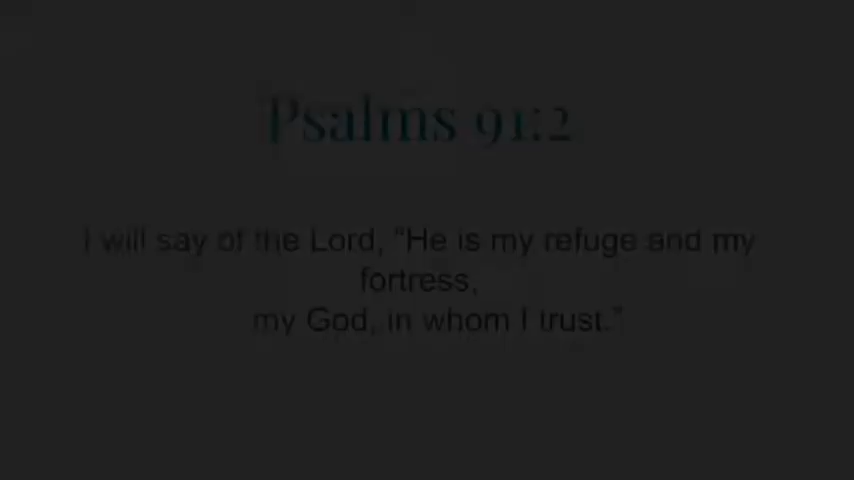 Psalms 91:2
I will say of the Lord, “He is my refuge and my
fortress,
my God, in whom I trust.”